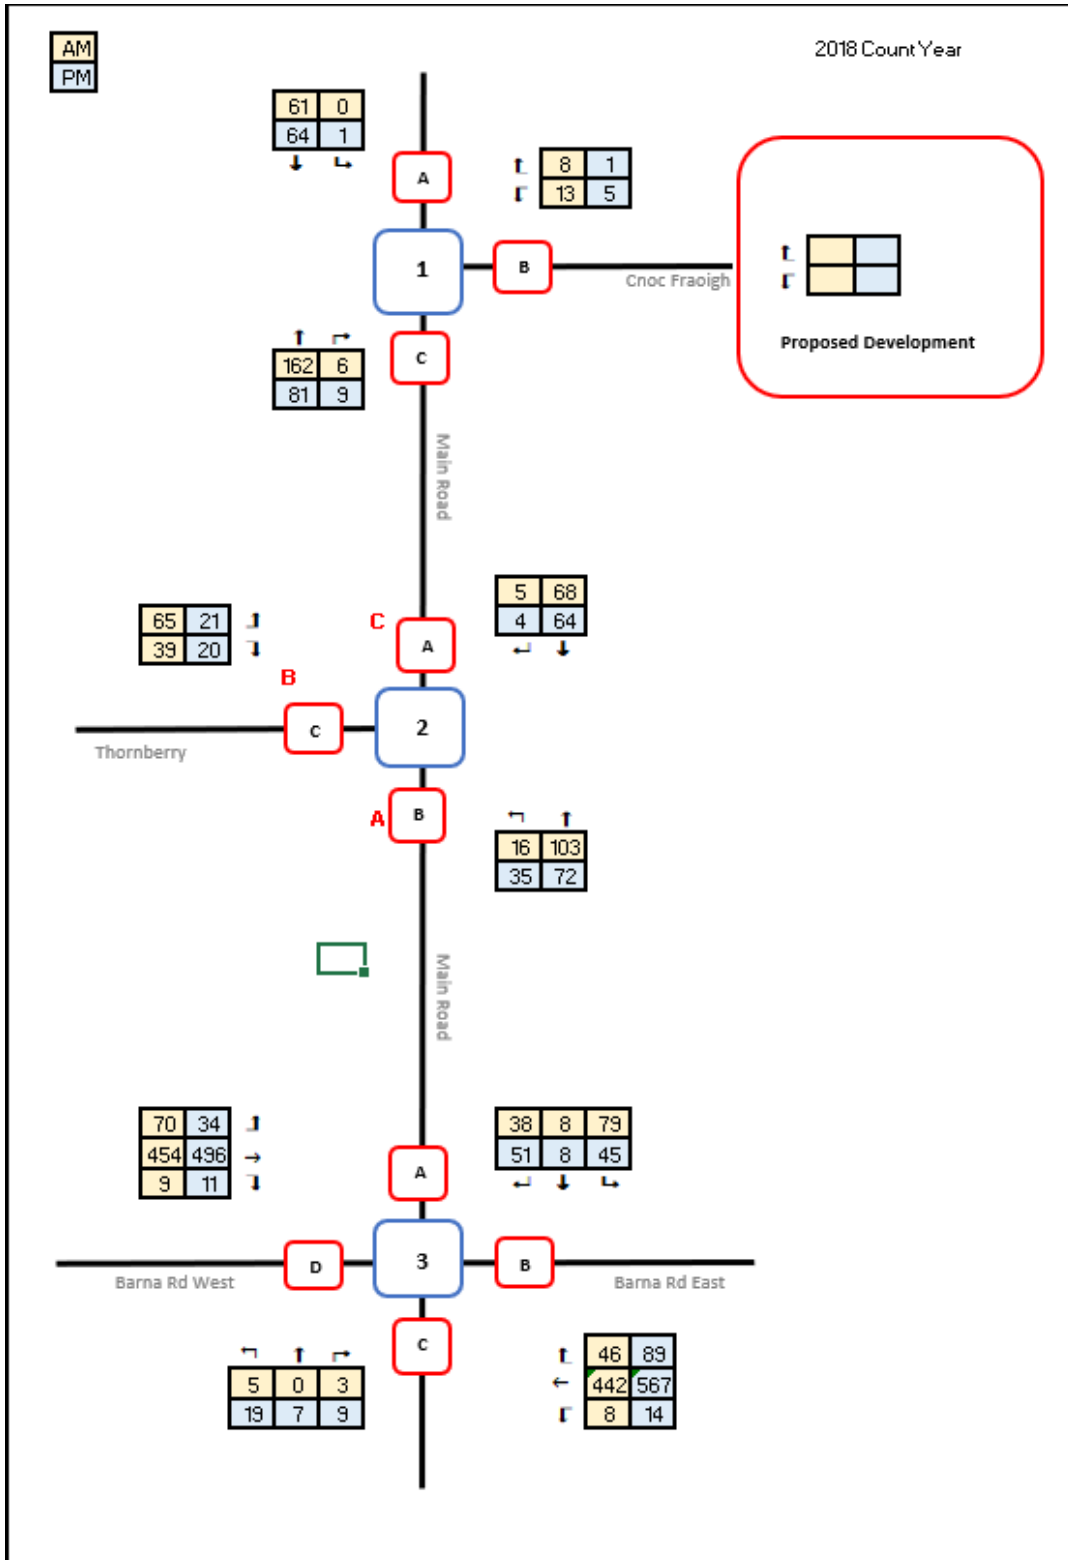 AM
PM
2018 Count Year
61 0
64 1
A
8 1
13 5
1
B
Cnoc Fraoigh
Proposed Development
C
162 6
81 9
Main Road
5 68
4 64
65 21
39 20
C
A
B
C
2
Thornberry
A
B
16 103
35 72
Main Road
70 34
454 496
9 11
38 8 79
51 8 45
A
D
3
B
Barna Rd West
Barna Rd East
C
5 0 3
19 7 9
46 89
442 567
8 14